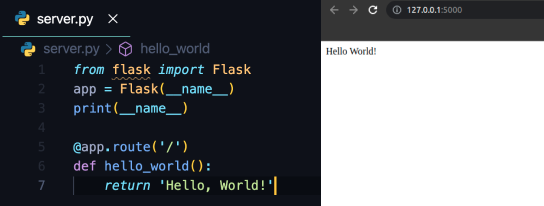 server.py ×
server.py > hello_world
1 from flask import Flask
2 app = Flask(__name__)
3 print(__name__)
4
5 @app.route('/')
6 def hello_world():
7 return 'Hello, World!'
127.0.0.1:5000
Hello World!